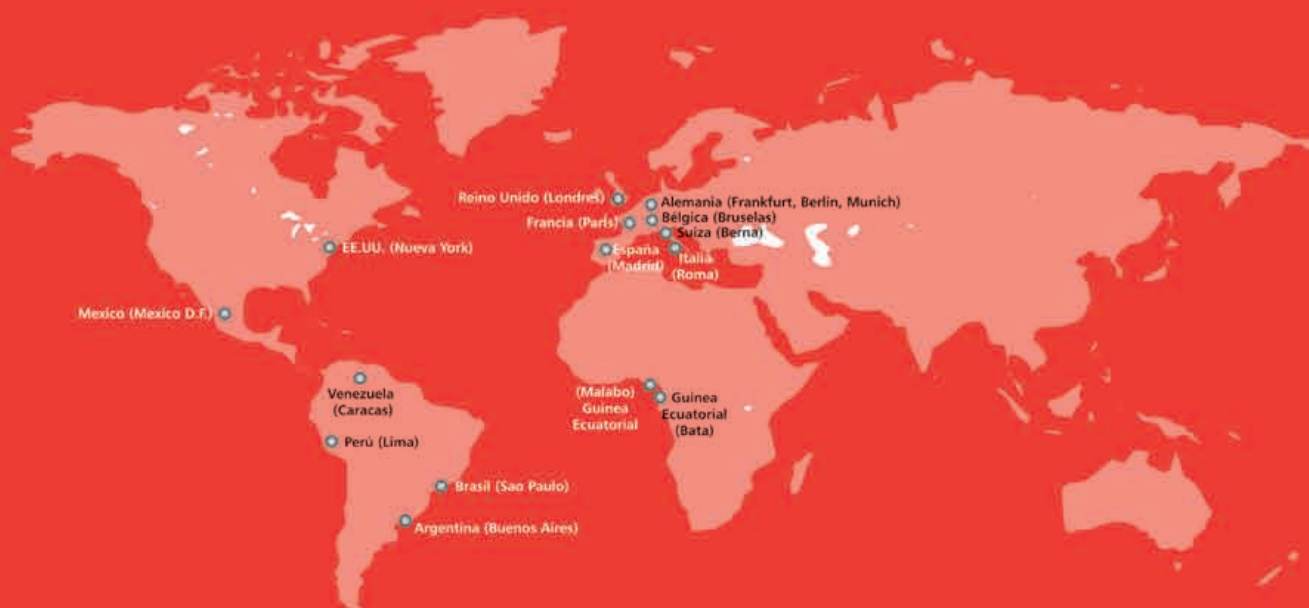 Reino Unido (Londres)
Alemania (Frankfurt, Berlin, Munich)
Bélgica (Bruselas)
Francia (París)
Suiza (Berna)
EE.UU. (Nueva York)
España
(Madrid)
Italia
(Roma)
Mexico (Mexico D.F.)
Venezuela
(Caracas)
(Malabo)
Guinea
Ecuatorial
Guinea
Ecuatorial
(Bata)
Perú (Lima)
Brasil (Sao Paulo)
Argentina (Buenos Aires)